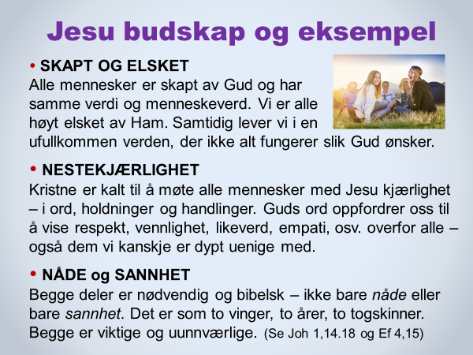 Jesu budskap og eksempel
• SKAPT OG ELSKET
Alle mennesker er skapt av Gud og har
samme verdi og menneskeverd. Vi er alle
høyt elsket av Ham. Samtidig lever vi i en
ufullkommen verden, der ikke alt fungerer slik Gud ønsker.
• NESTEKJÆRLIGHET
Kristne er kalt til å møte alle mennesker med Jesu kjærlighet
– i ord, holdninger og handlinger. Guds ord oppfordrer oss til
å vise respekt, vennlighet, likeverd, empati, osv. overfor alle –
også dem vi kanskje er dypt uenige med.
• NÅDE og SANNHET
Begge deler er nødvendig og bibelsk – ikke bare nåde eller
bare sannhet. Det er som to vinger, to årer, to togskinner.
Begge er viktige og uunnværlige. (Se Joh 1,14.18 og Ef 4,15)